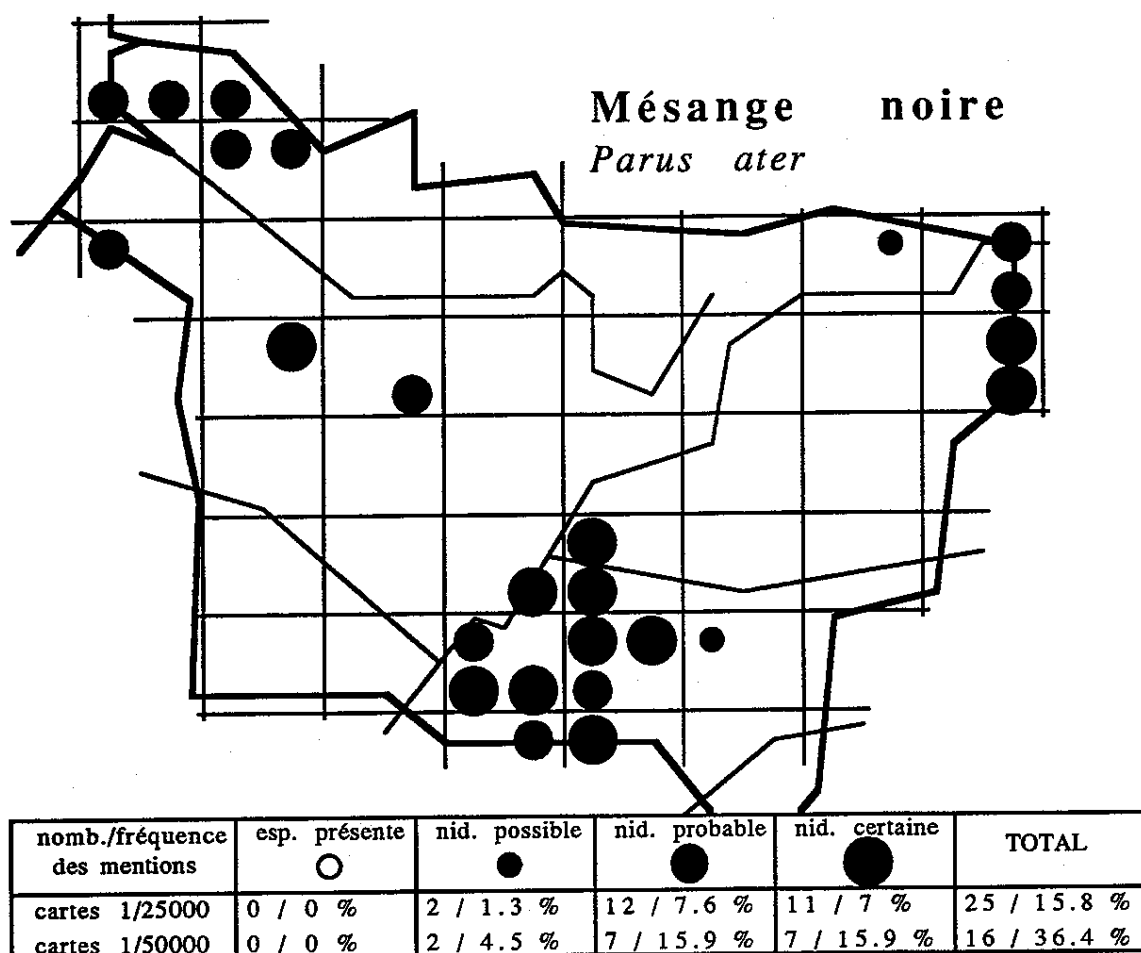 Mésange noire
Parus ater
nomb./fréquence des mentions esp. présente nid. possible nid. probable nid. certaine TOTAL
cartes 1/25000 0 / 0 % 2 / 1.3 % 12 / 7.6 % 11 / 7 % 25 / 15.8 %
cartes 1/50000 0 / 0 % 2 / 4.5 % 7 / 15.9 % 7 / 15.9 % 16 / 36.4 %